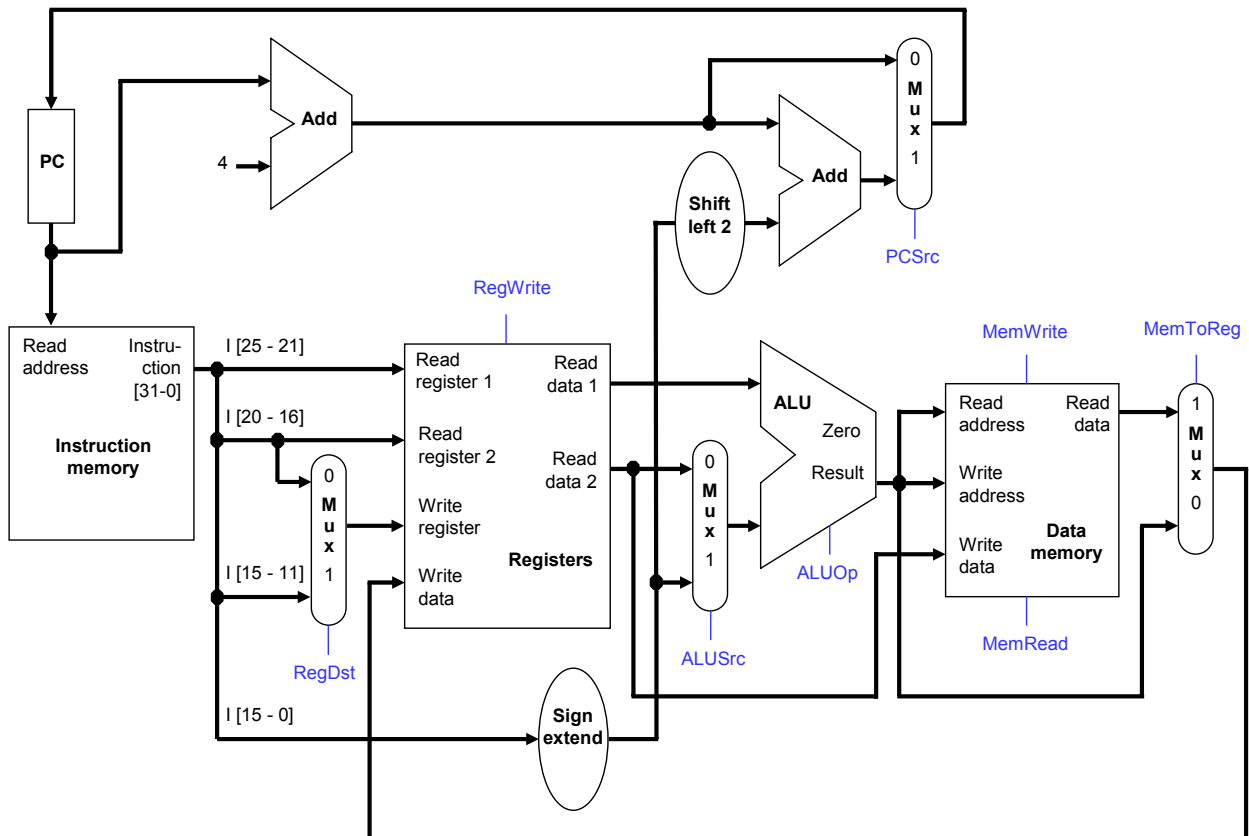 PC
4
Add
Shift
left 2
Add
0
M
u
x
1
PCSrc
Read
address
Instru-
ction
[31-0]
Instruction
memory
I [25 - 21]
I [20 - 16]
I [15 - 11]
I [15 - 0]
0
M
u
x
1
RegDst
RegWrite
Read
register 1
Read
register 2
Write
register
Write
data
Read
data 1
Read
data 2
Registers
Sign
extend
0
M
u
x
1
ALUSrc
ALU
Zero
Result
ALUOp
MemWrite
Read
address
Write
address
Write
data
Read
data
Data
memory
MemRead
MemToReg
1
M
u
x
0